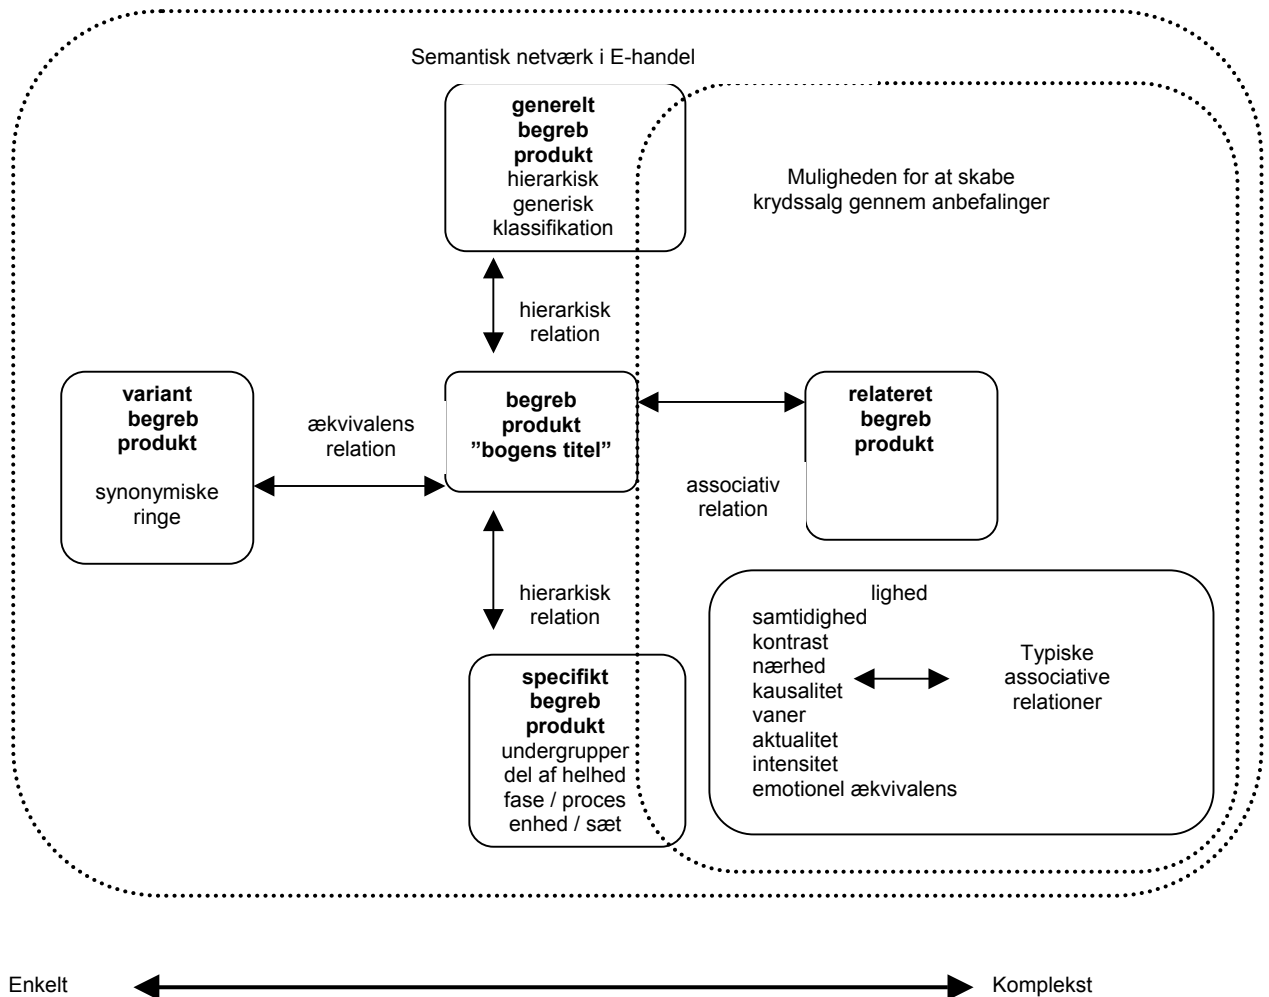 Semantisk netværk i E-handel
generelt
begreb
produkt
hierarkisk
generisk
klassifikation
Muligheden for at skabe
krydssalg gennem anbefalinger
hierarkisk
relation
variant
begreb
produkt
synonymiske
ringe
ækvivalens
relation
begreb
produkt
”bogens titel”
associativ
relation
relateret
begreb
produkt
hierarkisk
relation
specifikt
begreb
produkt
undergrupper
del af helhed
fase / proces
enhed / sæt
lighed
samtidighed
kontrast
nærhed
kausalitet
vaner
aktualitet
intensitet
emotionel ækvivalens
Typiske
associative
relationer
Enkelt
Komplekst